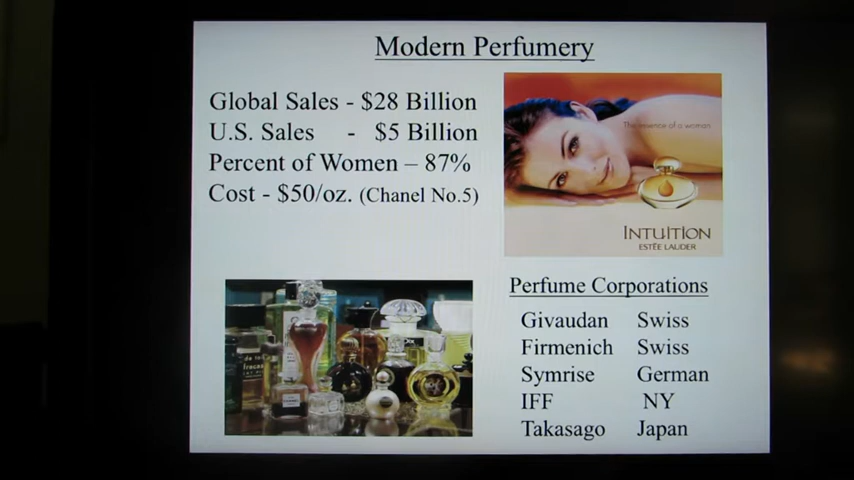 Modern Perfumery
Global Sales - $28 Billion
U.S. Sales - $5 Billion
Percent of Women – 87%
Cost - $50/oz. (Chanel No.5)
The essence of a woman
INTUITION
ESTĒE LAUDER
Perfume Corporations
Givaudan Swiss
Firmenich Swiss
Symrise German
IFF NY
Takasago Japan